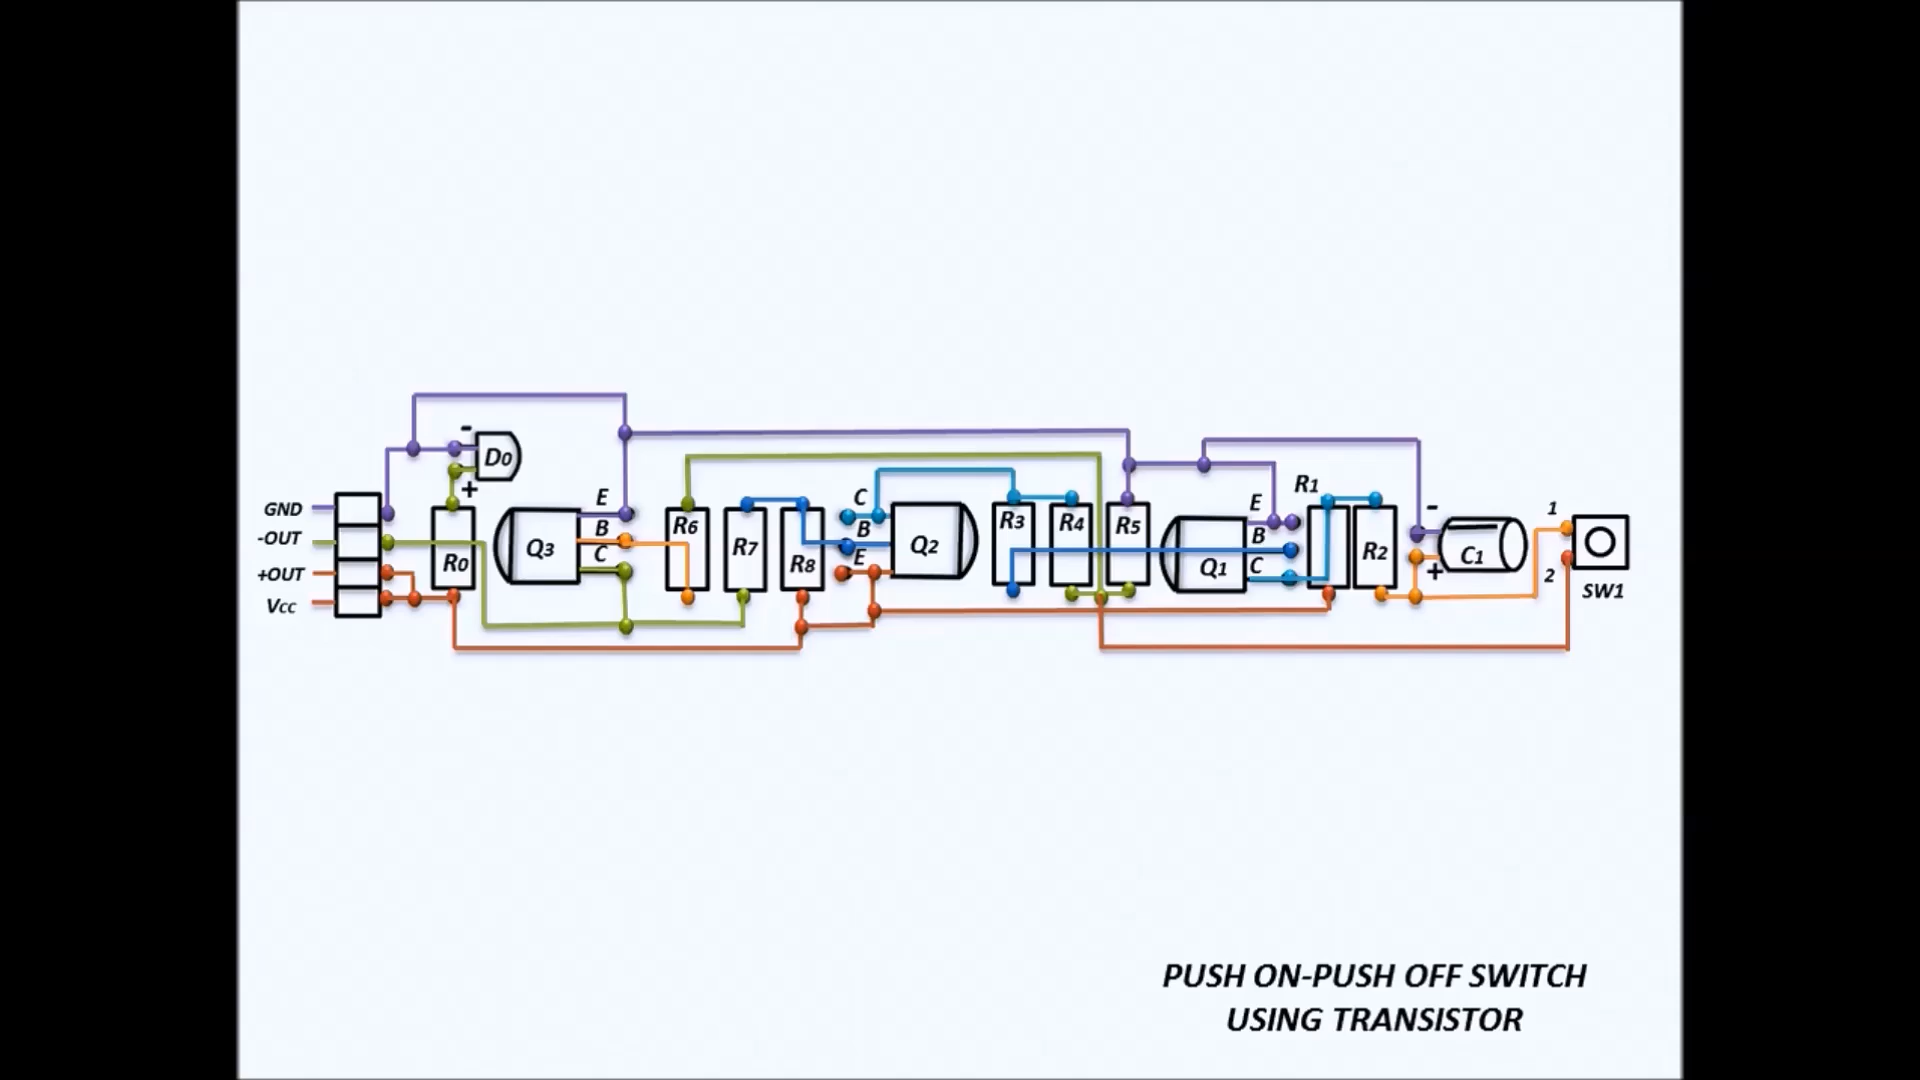 GND
-OUT
+OUT
VCC
-
D0
+
R0
Q3
E
B
C
R6
R7
R8
C
B
E
Q2
R3
R4
R5
Q1
E
B
C
R1
R2
-
+
C1
1
2
SW1
PUSH ON-PUSH OFF SWITCH
USING TRANSISTOR